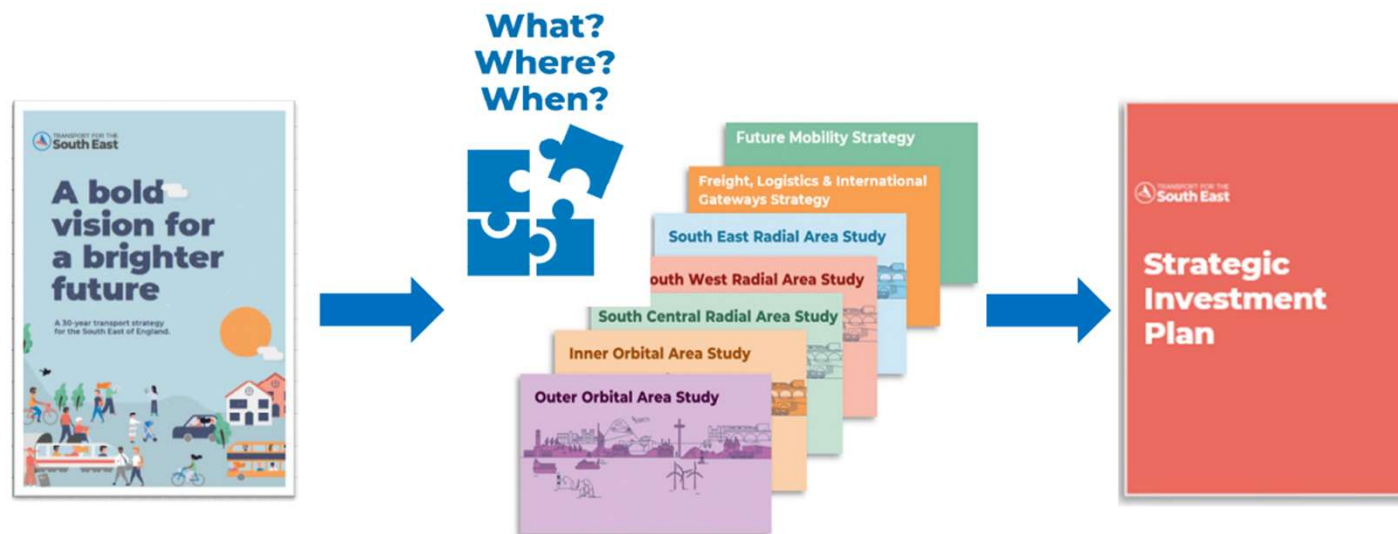 TRANSPORT FOR THE
South East
A bold
vision for
a brighter
future
A 30-year transport strategy
for the South East of England.
What?
Where?
When?
Future Mobility Strategy
Freight, Logistics & International
Gateways Strategy
South East Radial Area Study
outh West Radial Area Study
South Central Radial Area Study
Inner Orbital Area Study
Outer Orbital Area Study
TRANSPORT FOR THE
South East
Strategic
Investment
Plan